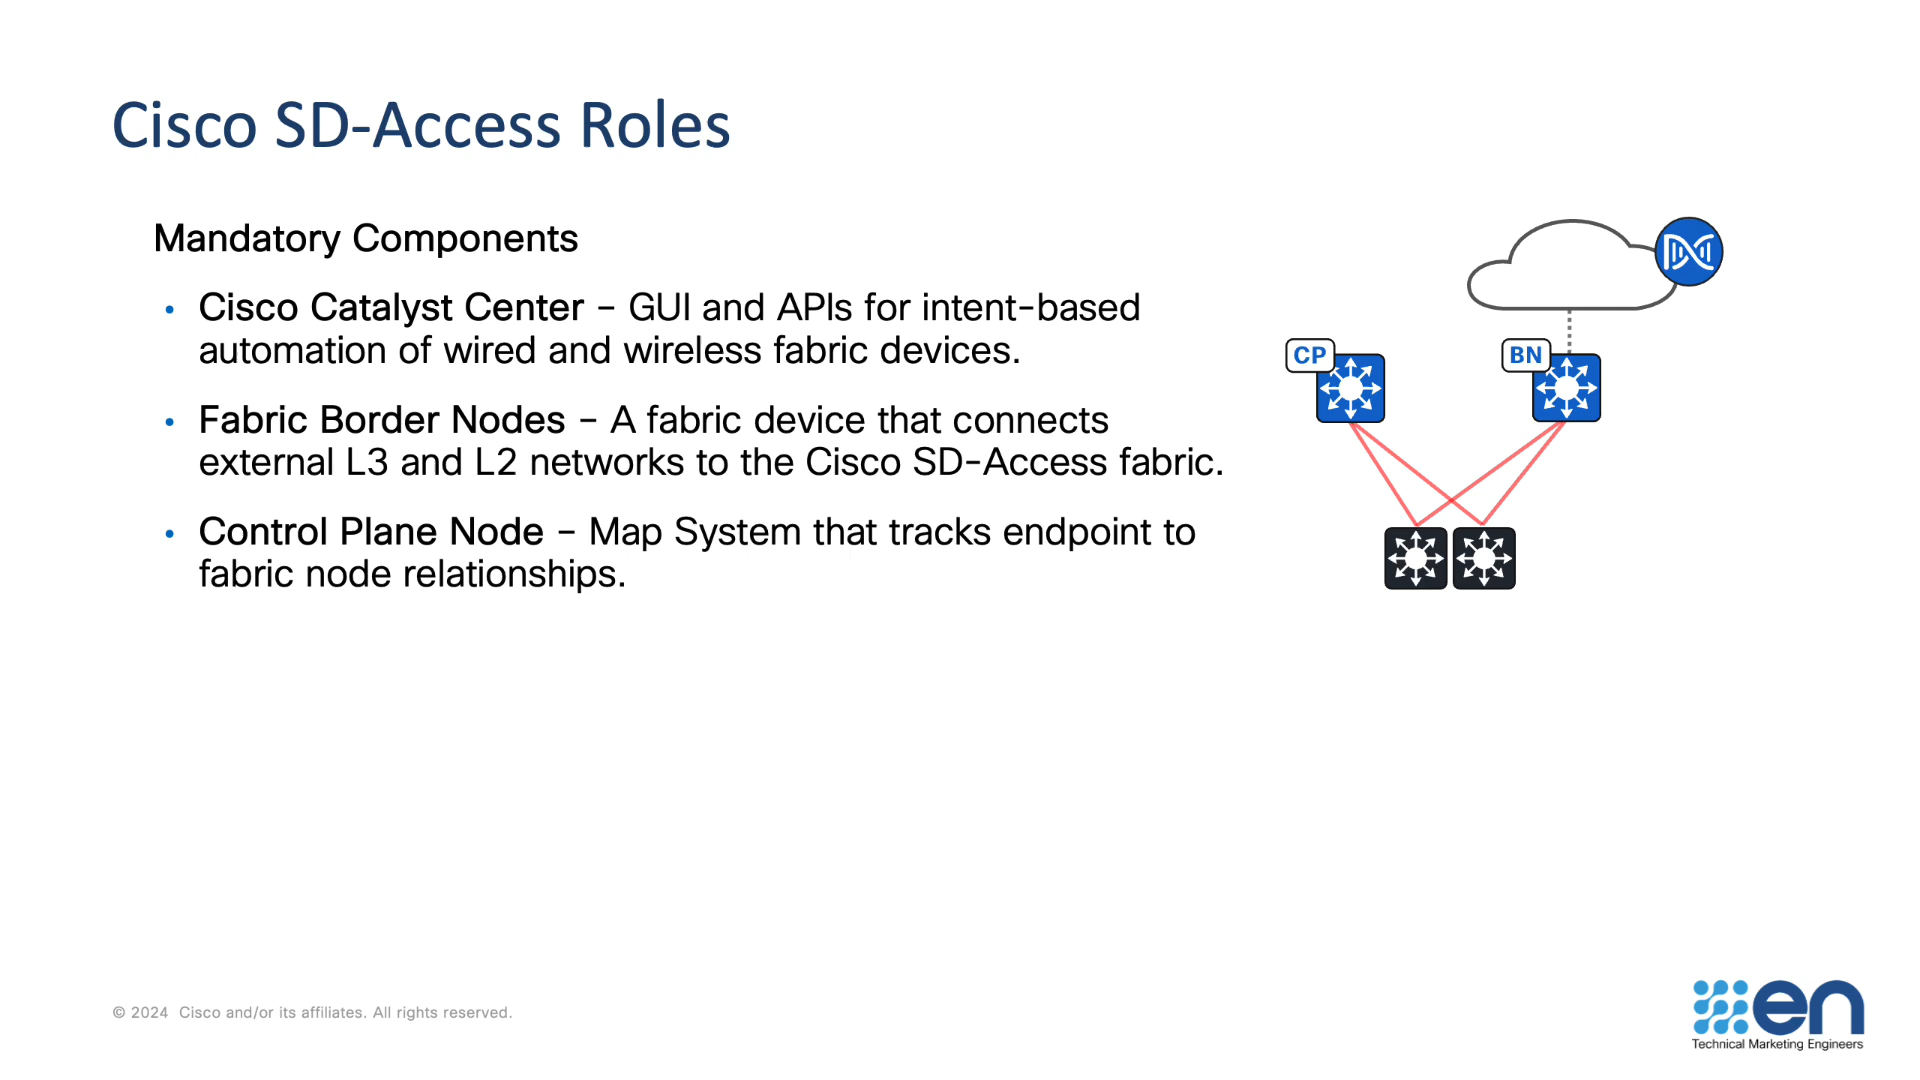 Cisco SD-Access Roles
Mandatory Components
• Cisco Catalyst Center – GUI and APIs for intent-based
automation of wired and wireless fabric devices.
• Fabric Border Nodes – A fabric device that connects
external L3 and L2 networks to the Cisco SD-Access fabric.
• Control Plane Node – Map System that tracks endpoint to
fabric node relationships.
CP
BN
© 2024 Cisco and/or its affiliates. All rights reserved.
en
Technical Marketing Engineers